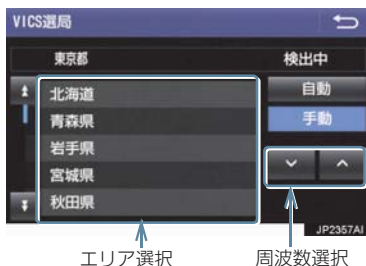 VICS選局
東京都 検出中
北海道 自動
青森県 手動
岩手県
宮城県
秋田県
JP2357AI
エリア選択 周波数選択